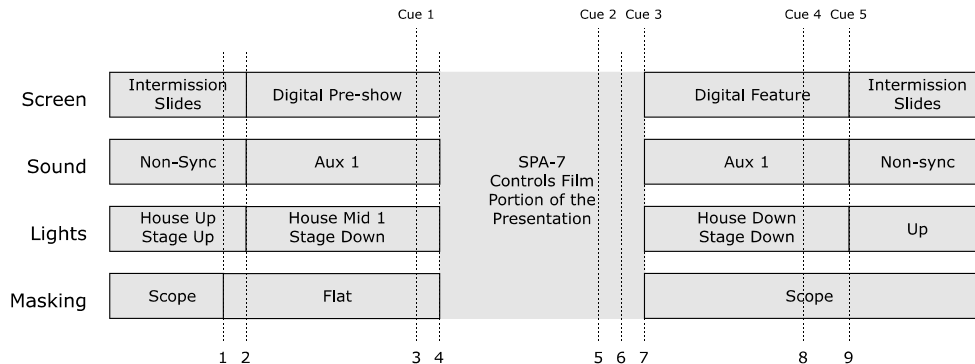 Cue 1
Cue 2
Cue 3
Cue 4
Cue 5
Screen
Intermission
Slides
Digital Pre-show
Digital Feature
Intermission
Slides
Sound
Non-Sync
Aux 1
SPA-7
Controls Film
Portion of the
Presentation
Aux 1
Non-sync
Lights
House Up
Stage Up
House Mid 1
Stage Down
House Down
Stage Down
Up
Masking
Scope
Flat
Scope
1
2
3
4
5
6
7
8
9